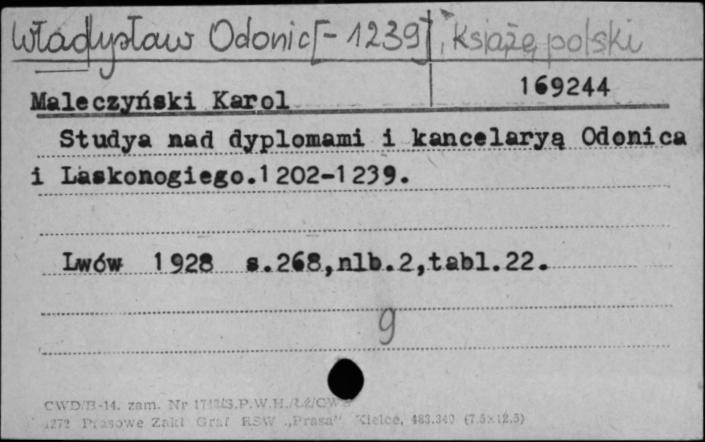 Władysław Odonic [-1239], książę polski
169244
Maleczyński Karol
Studya nad dyplomami i kancelaryą Odonica
i Laskonogiego.1202-1239.
Lwów 1928 s.268,nlb.2,tabl.22.
9
CWD/H-14. zam. Nr
Prasowe Zakł Graf RSW „Prasa" Kielce, 483.340 (7.5×12.5)